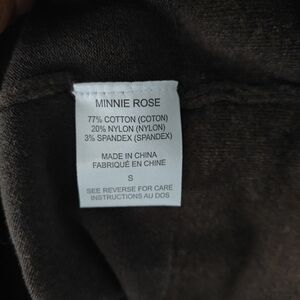 MINNIE ROSE
77% COTTON (COTON)
20% NYLON (NYLON)
3% SPANDEX (SPANDEX)
MADE IN CHINA
FABRIQUÉ EN CHINE
S
SEE REVERSE FOR CARE
INSTRUCTIONS AU DOS